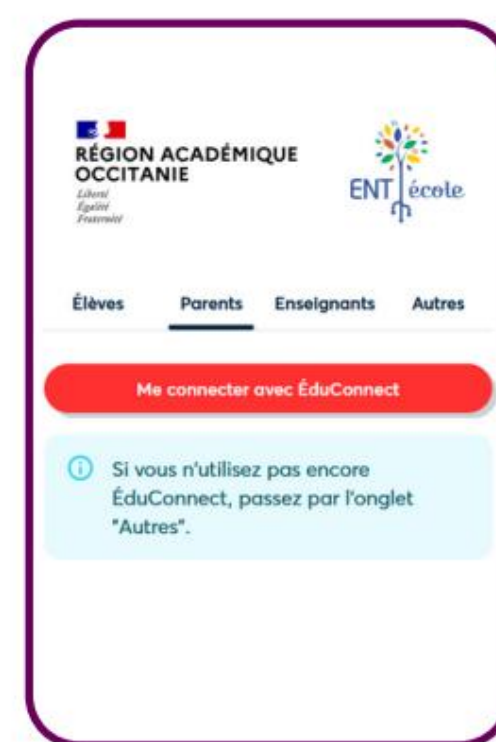 RÉGION ACADÉMIQUE
OCCITANIE
Liberté
Égalité
Fraternité
ENT école
Élèves Parents Enseignants Autres
Me connecter avec ÉduConnect
Si vous n'utilisez pas encore
ÉduConnect, passez par l'onglet
"Autres".